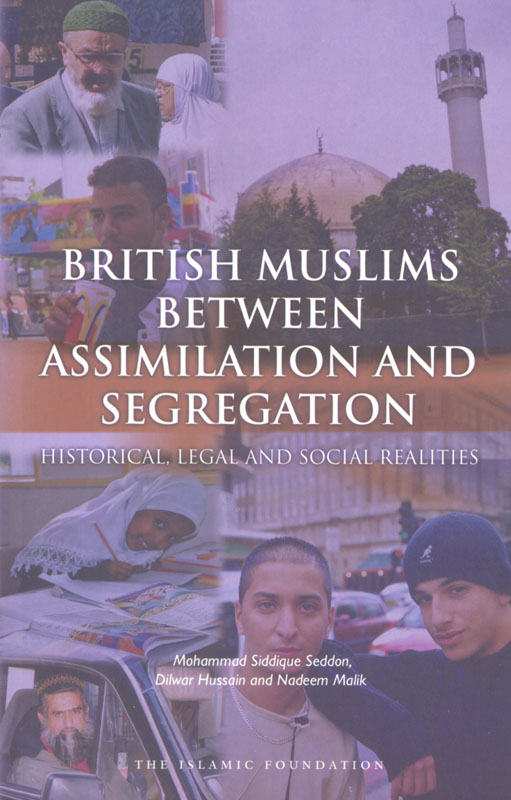 BRITISH MUSLIMS
BETWEEN
ASSIMILATION AND
SEGREGATION
HISTORICAL, LEGAL AND SOCIAL REALITIES
Mohammad Siddique Seddon,
Dilwar Hussain and Nadeem Malik
THE ISLAMIC FOUNDATION